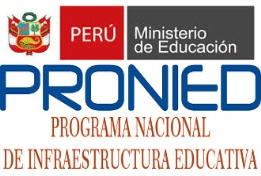 PERÚ Ministerio
de Educación
PRONIED
PROGRAMA NACIONAL
DE INFRAESTRUCTURA EDUCATIVA